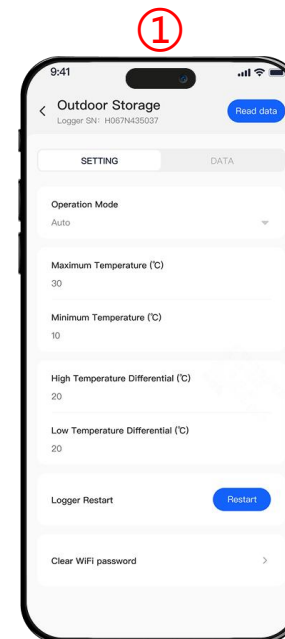 ①
9:41
Outdoor Storage
Read data
Logger SN: H067N435037
SETTING
DATA
Operation Mode
Auto
Maximum Temperature (℃)
30
Minimum Temperature (℃)
10
High Temperature Differential (℃)
20
Low Temperature Differential (℃)
20
Logger Restart
Restart
Clear WiFi password